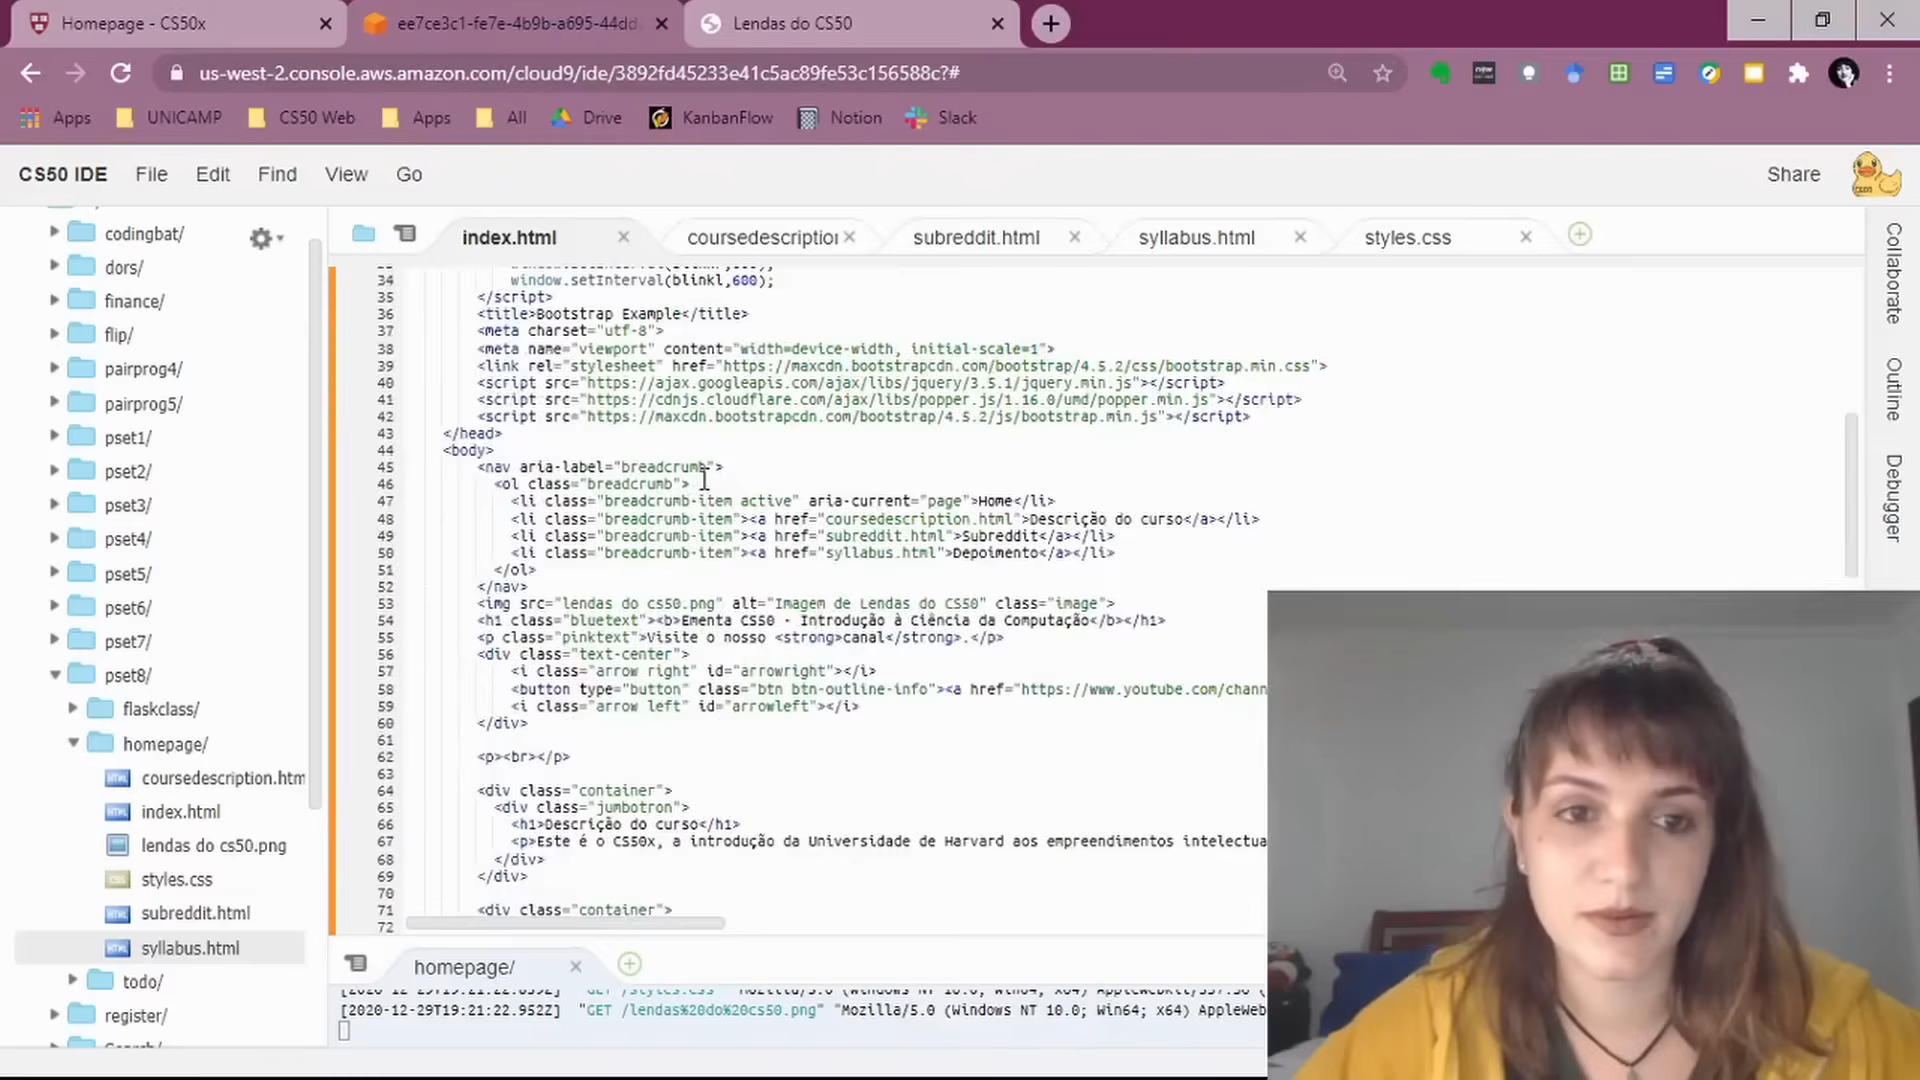 Homepage - CS50x
ee7ce3c1-fe7e-4b9b-a695-44dd
Lendas do CS50
us-west-2.console.aws.amazon.com/cloud9/ide/3892fd45233e41c5ac89fe53c156588c?#
Apps UNICAMP CS50 Web Apps All Drive KanbanFlow Notion Slack
CS50 IDE File Edit Find View Go Share
index.html coursedescription subreddit.html syllabus.html styles.css
codingbat/
dors/
finance/
flip/
pairprog4/
pairprog5/
pset1/
pset2/
pset3/
pset4/
pset5/
pset6/
pset7/
pset8/
flaskclass/
homepage/
coursedescription.htm
index.html
lendas do cs50.png
styles.css
subreddit.html
syllabus.html
todo/
register/
34 window.setInterval(blinkl,600);
35 </script>
36 <title>Bootstrap Example</title>
37 <meta charset="utf-8">
38 <meta name="viewport" content="width=device-width, initial-scale=1">
39 <link rel="stylesheet" href="https://maxcdn.bootstrapcdn.com/bootstrap/4.5.2/css/bootstrap.min.css">
40 <script src="https://ajax.googleapis.com/ajax/libs/jquery/3.5.1/jquery.min.js"></script>
41 <script src="https://cdnjs.cloudflare.com/ajax/libs/popper.js/1.16.0/umd/popper.min.js"></script>
42 <script src="https://maxcdn.bootstrapcdn.com/bootstrap/4.5.2/js/bootstrap.min.js"></script>
43 </head>
44 <body>
45 <nav aria-label="breadcrumb">
46 <ol class="breadcrumb">
47 <li class="breadcrumb-item active" aria-current="page">Home</li>
48 <li class="breadcrumb-item"><a href="coursedescription.html">Descrição do curso</a></li>
49 <li class="breadcrumb-item"><a href="subreddit.html">Subreddit</a></li>
50 <li class="breadcrumb-item"><a href="syllabus.html">Depoimento</a></li>
51 </ol>
52 </nav>
53 <img src="lendas do cs50.png" alt="Imagem de Lendas do CS50" class="image">
54 <h1 class="bluetext"><b>Ementa CS50 - Introdução à Ciência da Computação</b></h1>
55 <p class="pinktext">Visite o nosso <strong>canal</strong>.</p>
56 <div class="text-center">
57 <i class="arrow right" id="arrowright"></i>
58 <button type="button" class="btn btn-outline-info"><a href="https://www.youtube.com/chann
59 <i class="arrow left" id="arrowleft"></i>
60 </div>
61
62 <p><br></p>
63
64 <div class="container">
65 <div class="jumbotron">
66 <h1>Descrição do curso</h1>
67 <p>Este é o CS50x, a introdução da Universidade de Harvard aos empreendimentos intelectua
68 </div>
69 </div>
70
71 <div class="container">
72
Collaborate
Outline
Debugger
homepage/
[2020-12-29T19:21:22.952Z] "GET /lendas%20do%20cs50.png" "Mozilla/5.0 (Windows NT 10.0; Win64; x64) AppleWeb